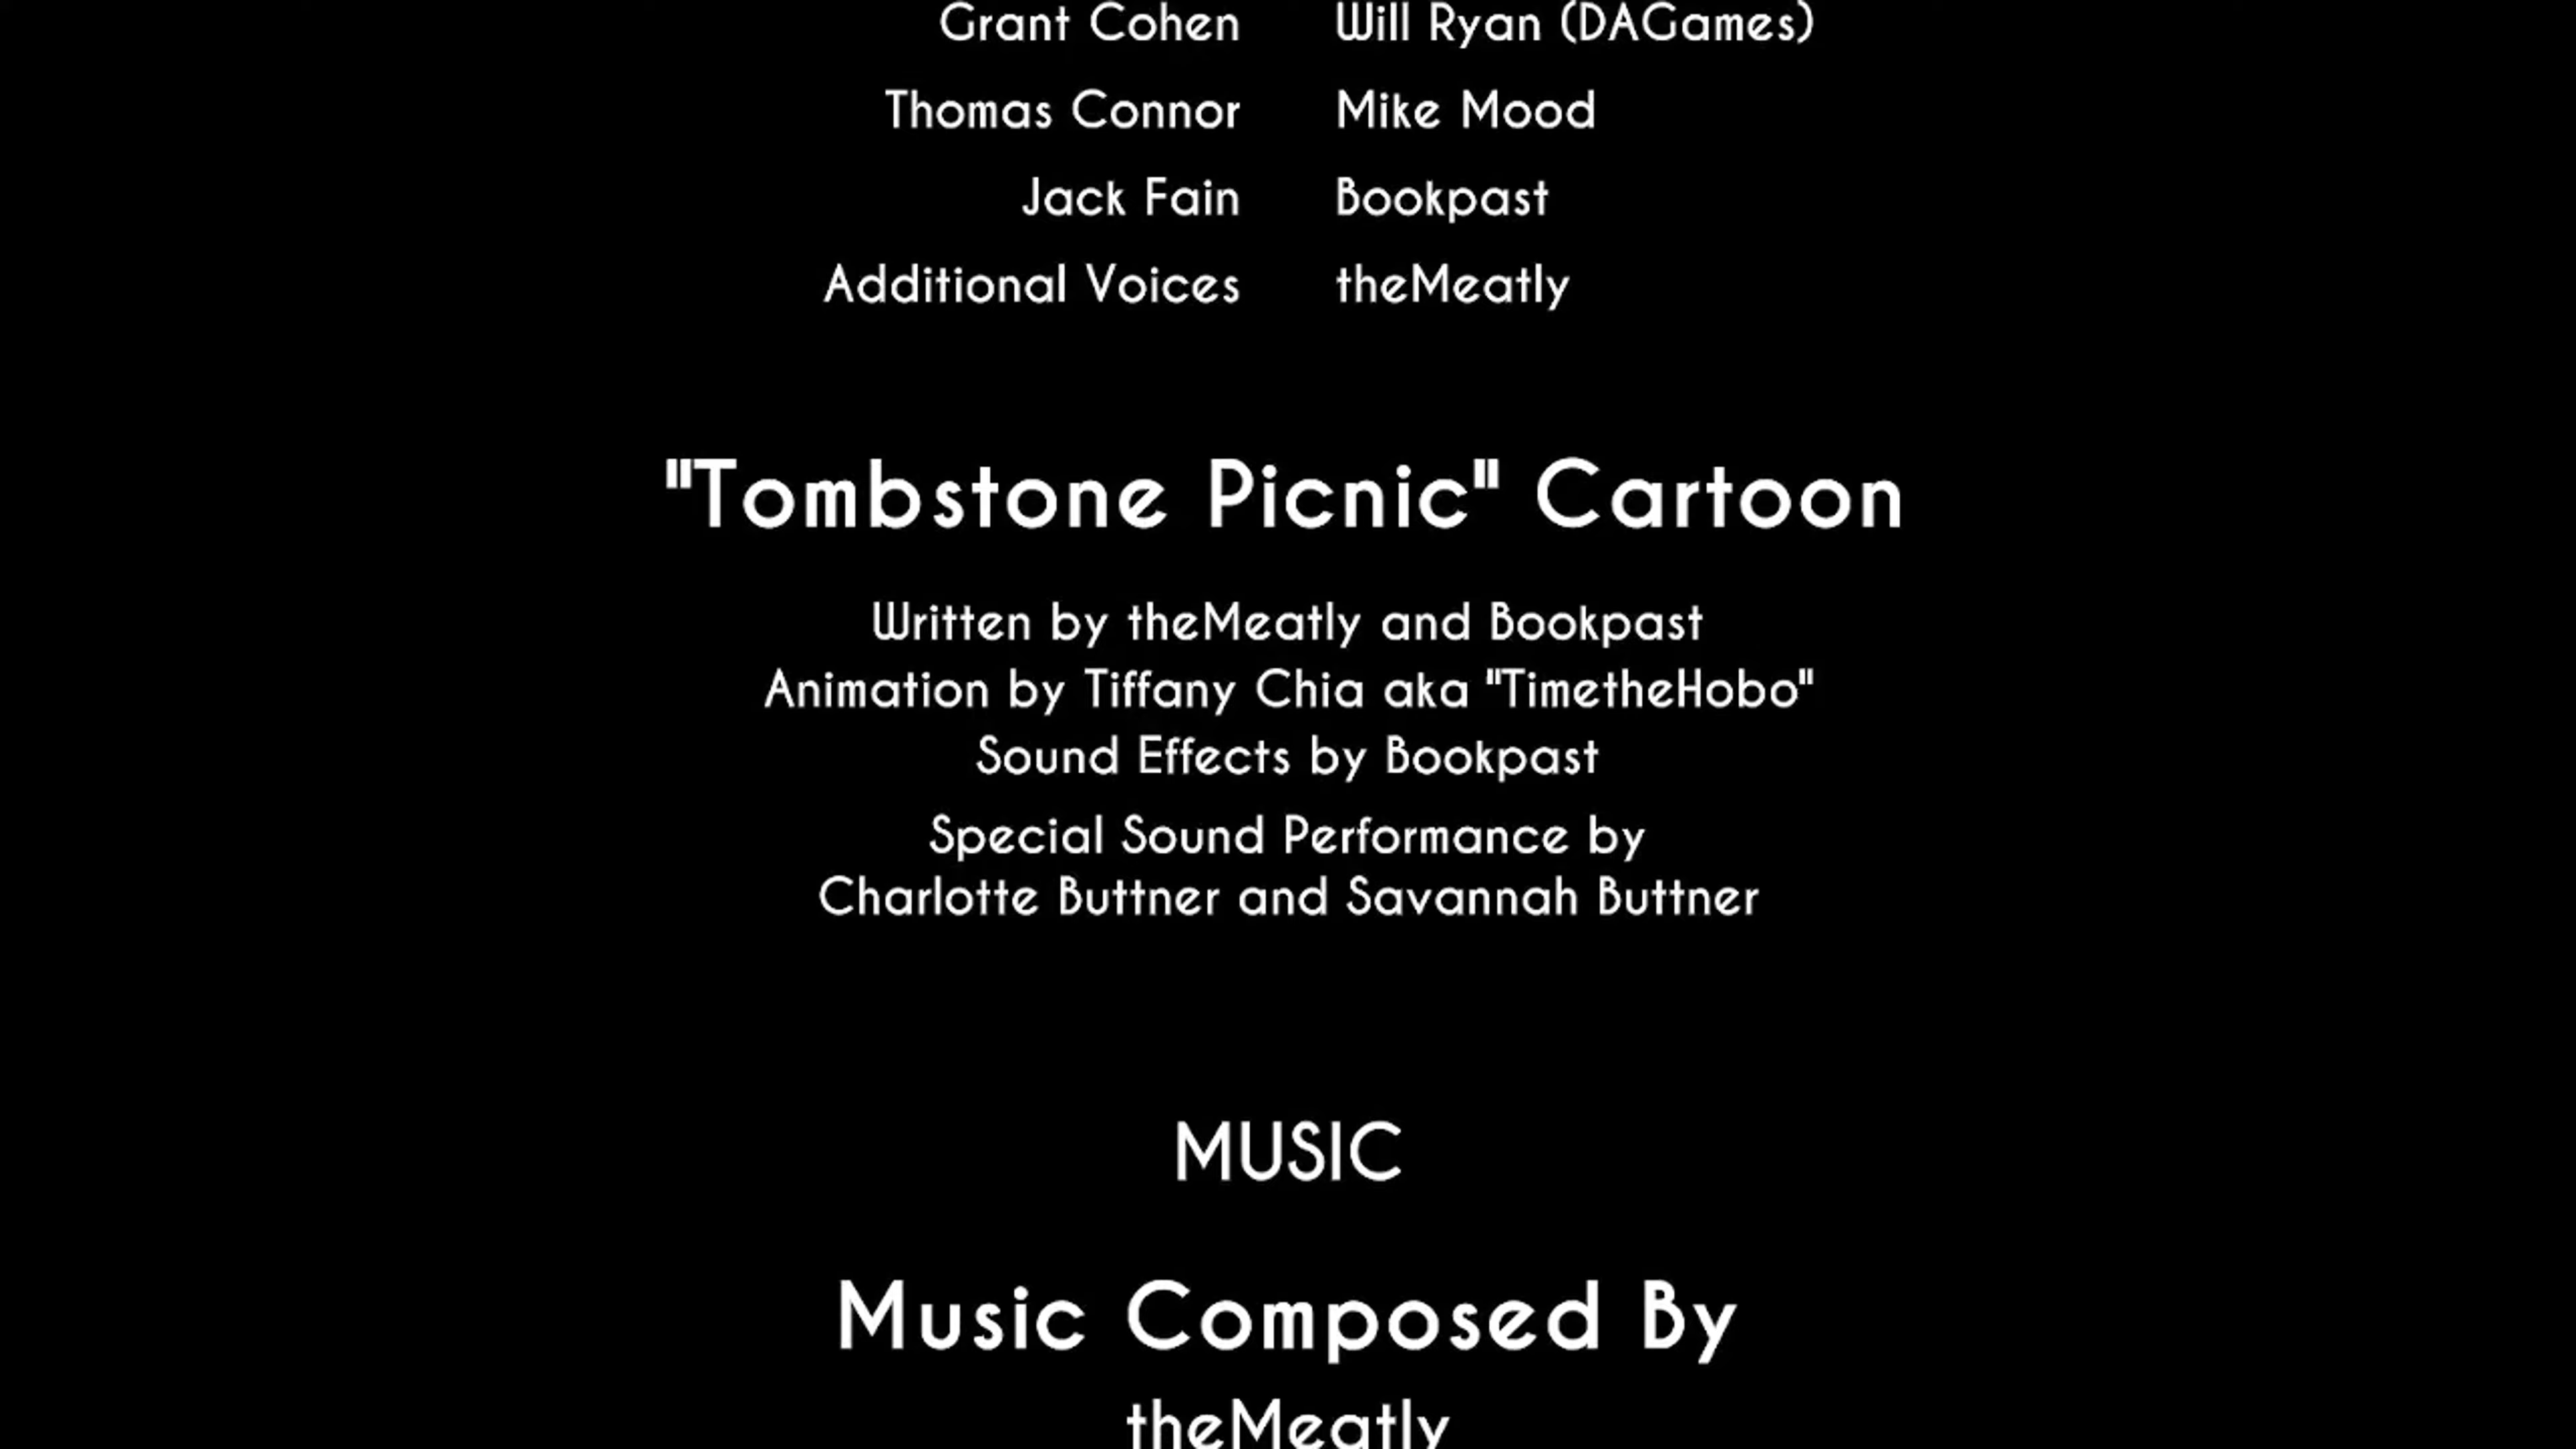 Grant Cohen Will Ryan (DAGames)
Thomas Connor Mike Mood
Jack Fain Bookpast
Additional Voices theMeatly
"Tombstone Picnic" Cartoon
Written by theMeatly and Bookpast
Animation by Tiffany Chia aka "TimetheHobo"
Sound Effects by Bookpast
Special Sound Performance by
Charlotte Buttner and Savannah Buttner
MUSIC
Music Composed By
theMeatly